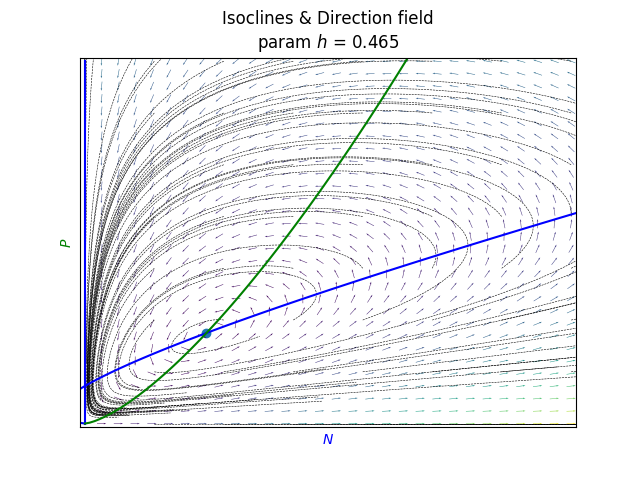 Isoclines & Direction field
param h = 0.465
P
N